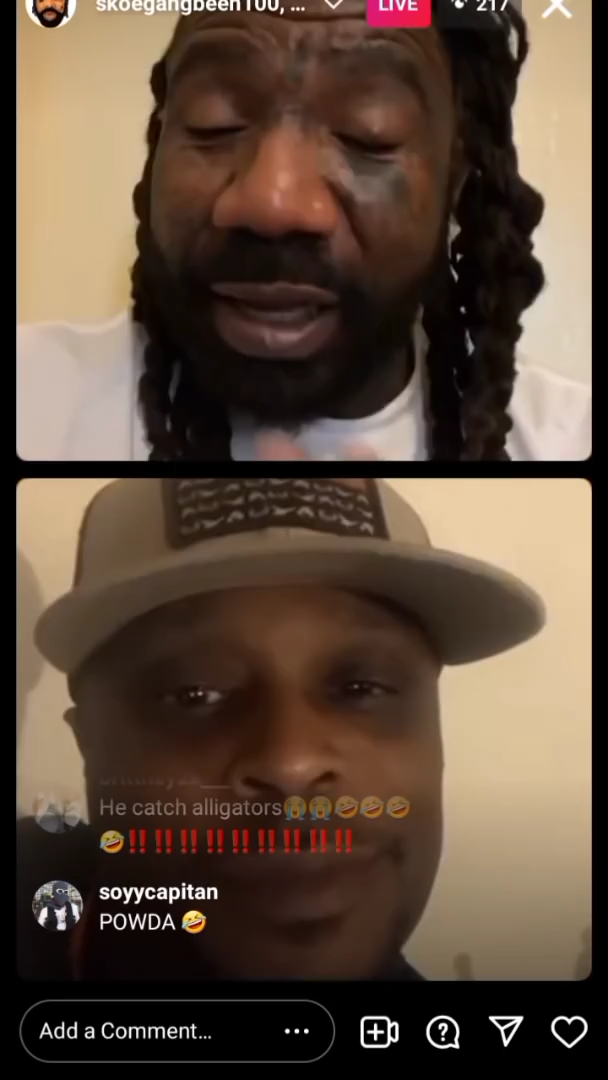 skoegangbeen100, ...
LIVE
217
He catch alligators😭😭🤣🤣🤣
🤣‼️‼️‼️‼️‼️‼️‼️‼️‼️
soyycapitan
POWDA 🤣
Add a Comment...